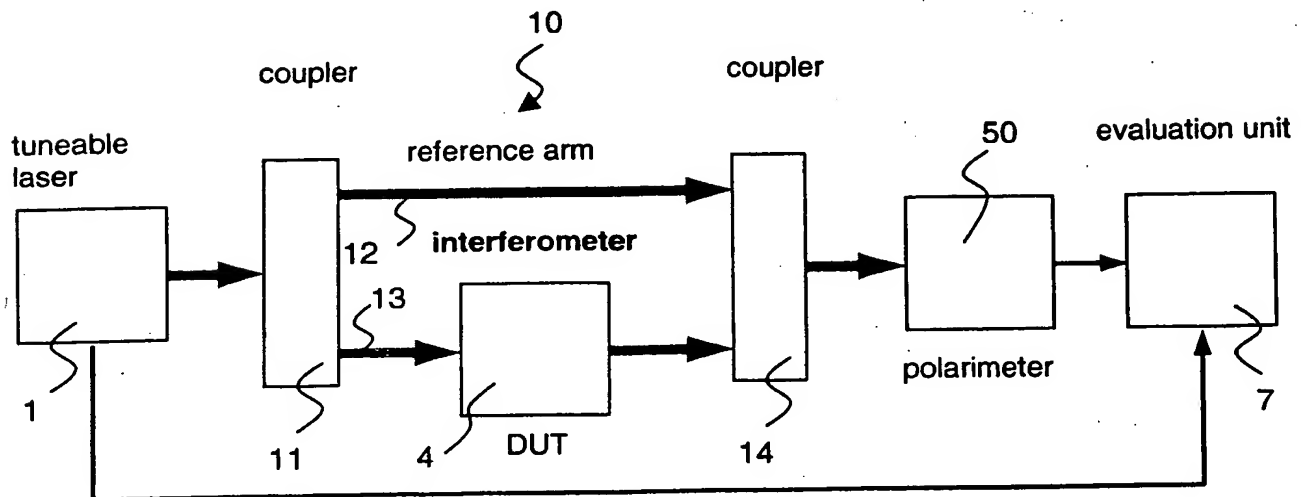 10
coupler
coupler
tuneable
laser
reference arm
50
evaluation unit
12
interferometer
13
1
11
4
DUT
14
polarimeter
7